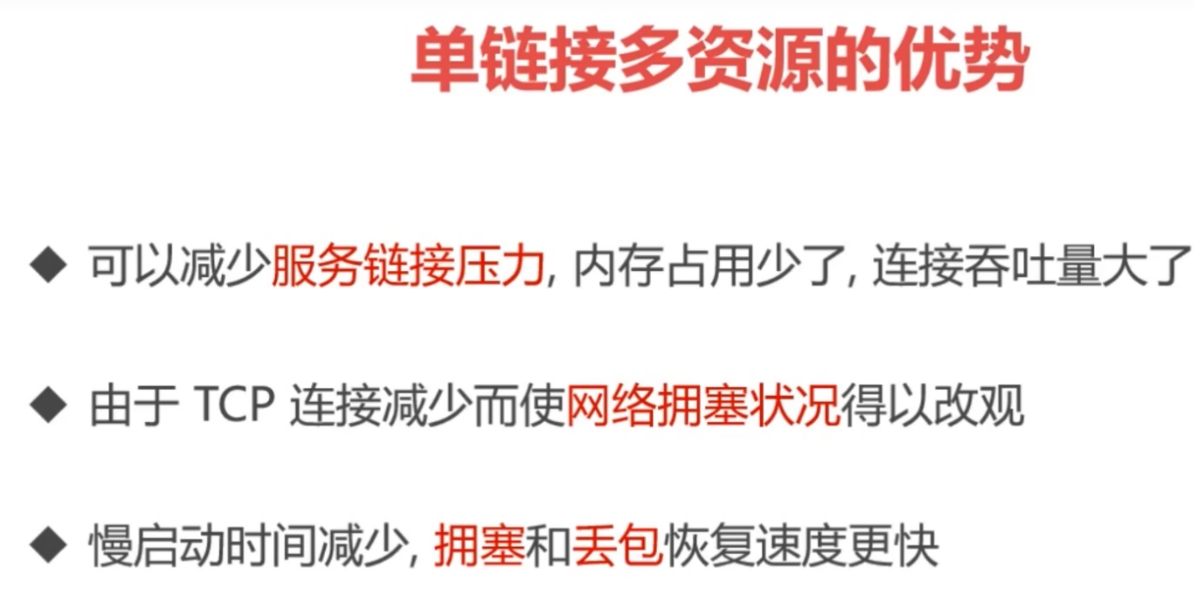 单链接多资源的优势
◆ 可以减少服务链接压力, 内存占用少了, 连接吞吐量大了
◆ 由于 TCP 连接减少而使网络拥塞状况得以改观
◆ 慢启动时间减少, 拥塞和丢包恢复速度更快